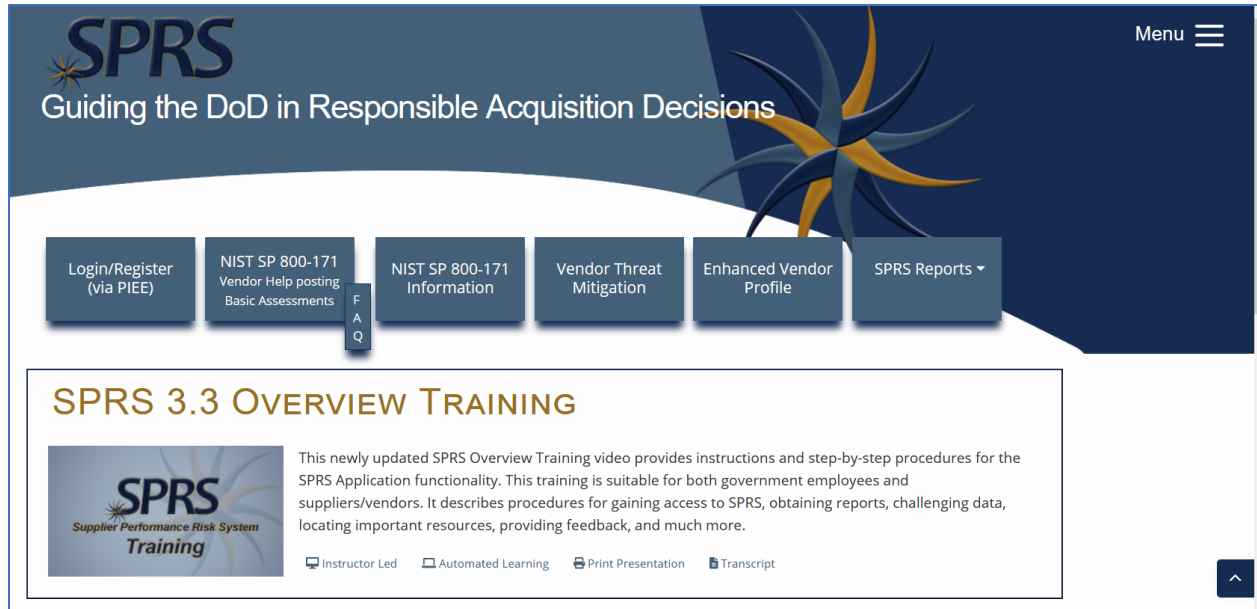 SPRS
Menu
Guiding the DoD in Responsible Acquisition Decisions
Login/Register
(via PIEE)
NIST SP 800-171
Vendor Help posting
Basic Assessments
F
A
Q
NIST SP 800-171
Information
Vendor Threat
Mitigation
Enhanced Vendor
Profile
SPRS Reports
SPRS 3.3 OVERVIEW TRAINING
SPRS
Supplier Performance Risk System
Training
This newly updated SPRS Overview Training video provides instructions and step-by-step procedures for the
SPRS Application functionality. This training is suitable for both government employees and
suppliers/vendors. It describes procedures for gaining access to SPRS, obtaining reports, challenging data,
locating important resources, providing feedback, and much more.
Instructor Led Automated Learning Print Presentation Transcript